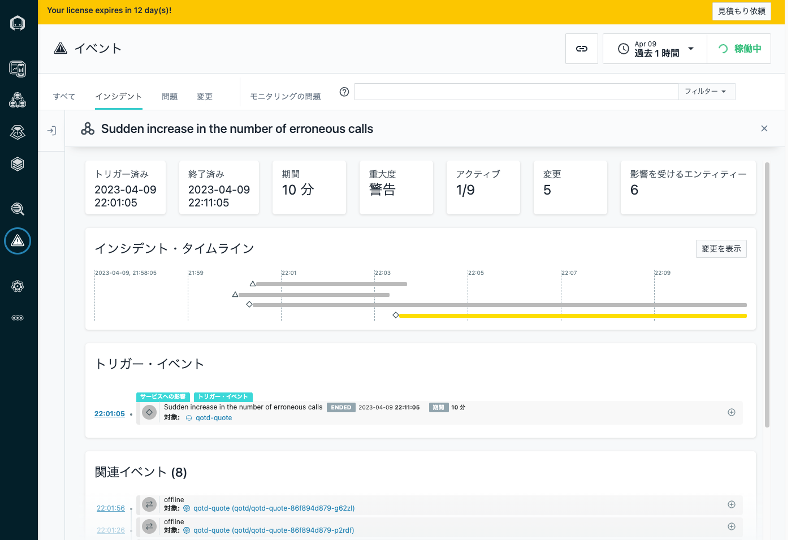 Your license expires in 12 day(s)!
見積もり依頼
イベント
Apr 09
過去 1 時間
稼働中
すべて
インシデント
問題
変更
モニタリングの問題
フィルター
Sudden increase in the number of erroneous calls
トリガー済み
2023-04-09
22:01:05
終了済み
2023-04-09
22:11:05
期間
10 分
重大度
警告
アクティブ
1/9
変更
5
影響を受けるエンティティー
6
インシデント・タイムライン
変更を表示
2023-04-09, 21:58:05
21:59
22:01
22:03
22:05
22:07
22:09
トリガー・イベント
サービスへの影響 トリガー・イベント
22:01:05
Sudden increase in the number of erroneous calls ENDED 2023-04-09 22:11:05 期間 10 分
対象: qotd-quote
関連イベント (8)
22:01:56
offline
対象: qotd-quote (qotd/qotd-quote-86f894d879-g62zl)
22:01:26
offline
対象: qotd-quote (qotd/qotd-quote-86f894d879-p2rdf)